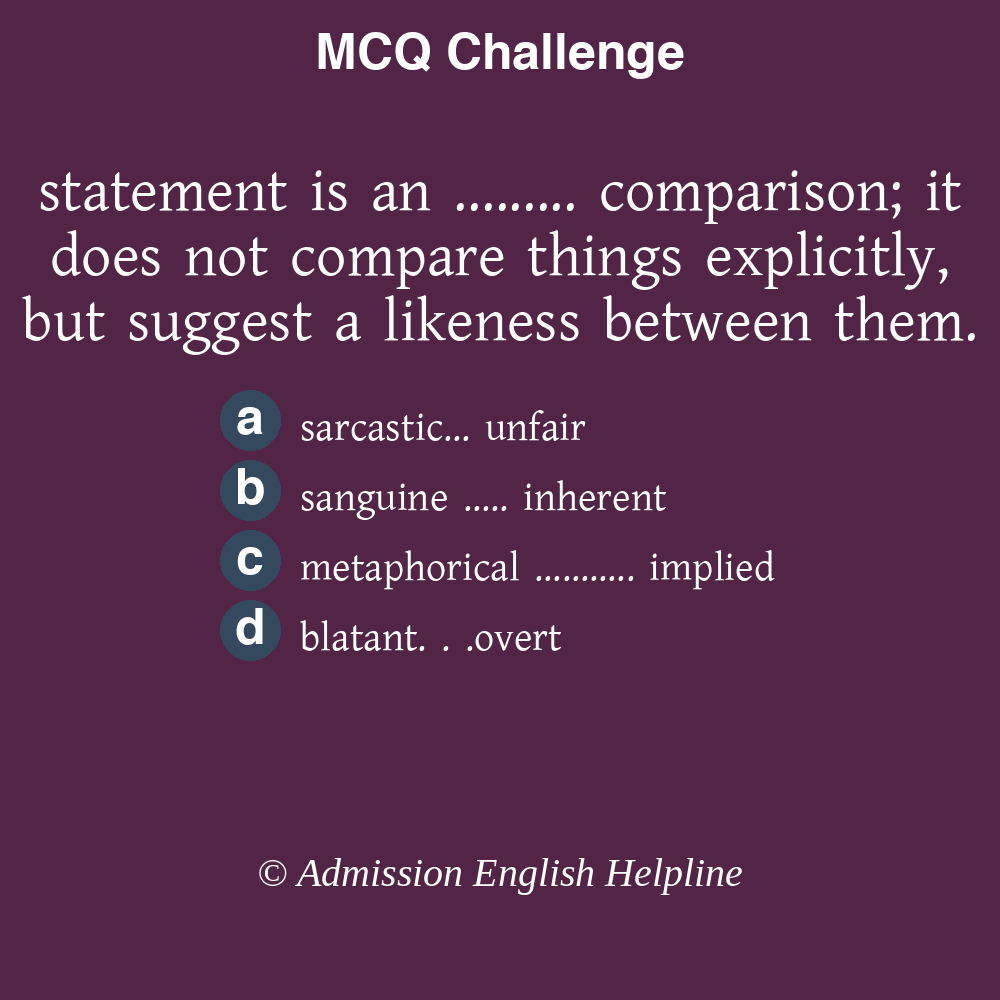 MCQ Challenge
statement is an ......... comparison; it
does not compare things explicitly,
but suggest a likeness between them.
a sarcastic... unfair
b sanguine ..... inherent
c metaphorical ........... implied
d blatant. . .overt
© Admission English Helpline